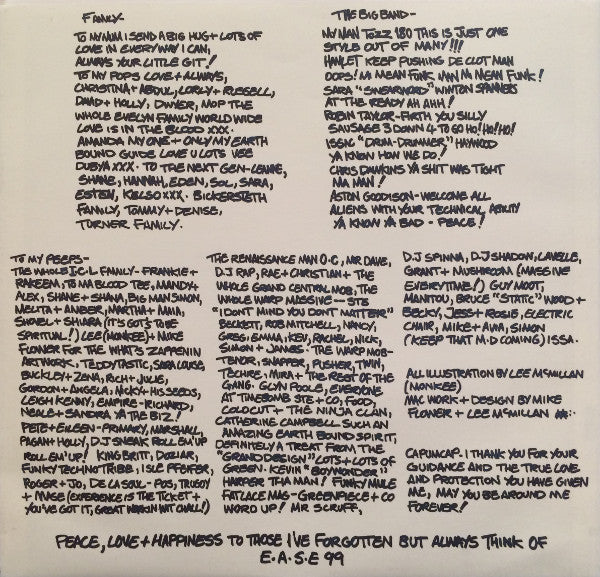 FAMILY-
TO MY MUM I SEND A BIG HUG + LOTS OF
LOVE IN EVERY WAY I CAN,
ALWAYS YOUR LITTLE GIT!
TO MY POPS LOVE + ALWAYS,
CHRISTINA + ABDUL, LORLY + RUSSELL,
DAVID + HOLLY, DWYER, MOP THE
WHOLE EVELYN FAMILY WORLD WIDE
LOVE IS IN THE BLOOD XXX.
AMANDA MY ONE + ONLY MY EARTH
BOUND GUIDE LOVE U LOTS VEE
DUBYA XXX. TO THE NEXT GEN-LENNIE,
SHANE, HANNAH, EDEN, SOL, SARA,
ESTEN, KELSO XXX. BICKERSTETH
FAMILY, TOMMY + DENISE,
TURNER FAMILY.
THE BIG BAND-
MY MAN TOZZ 180 THIS IS JUST ONE
STYLE OUT OF MANY!!!
HAMLET KEEP PUSHING DE CLOT MAN
OOPS! MI MEAN FUNK MAN MI MEAN FUNK!
SARA "SWEARWORD" WINTON SPANNERS
AT THE READY AH AHH!
ROBIN TAYLOR-FIRTH YOU SILLY
SAUSAGE 3 DOWN 4 TO GO HO! HO! HO!
ISSAC "DRUM-DRUMMER" HAYWOOD
YA KNOW HOW WE DO!
CHRIS DAWKINS YA SHIT WAS TIGHT
MA MAN!
ASTON GOODISON-WELCOME ALL
ALIENS WITH YOUR TECHNICAL ABILITY
YA KNOW YA BAD - PEACE!
TO MY PEEPS-
THE WHOLE I.C.L FAMILY-FRANKIE +
RAKEEM, TO MA BLOOD TEE, MANDY +
ALEX, SHANE + SHANA, BIG MAN SIMON,
MELITA + AMBER, MARTHA + MAIA,
SHOVEL + SHIARA (IT'S GOT 2 BE
SPIRITUAL!) LEE (MONKEE) + MIKE
FLOWER FOR THE WHAT'S ZAPPENIN
ARTWORK. TEDDYTASTIC, SARA LOUISE,
BUCKLEY + ZENA, RICH + JULIE,
GORDON + ANGELA, NICKY + HIS SEEDS,
LEIGH KENNY, EMPIRE-RICHARD,
NEALE + SANDRA YA THE BIZ!
PETE + EILEEN-PRIMARY, MARSHALL,
PAGAN + HOLLY, D.J SNEAK ROLL EM UP
ROLL EM UP! KING BRITT, DOZIAR,
FUNKY TECHNO TRIBE, ISLE PFEIFER,
ROGER + JO, DE LA SOUL-POS, TRUGOY
+ MASE (EXPERIENCE IS THE TICKET +
YOU'VE GOT IT, GREAT WORKIN WIT CHALL!)
THE RENAISSANCE MAN O.C, MR DAVE,
D.J RAP, RAE + CHRISTIAN + THE
WHOLE GRAND CENTRAL MOB, THE
WHOLE WARP MASSIVE - STE
"I DON'T MIND YOU DON'T MATTER"
BECKETT, ROB MITCHELL, NANCY,
GREG, EMMA, KEV, RACHEL, NICK,
SIMON + JAMES. THE WARP MOB-
TENOR, SNAPPER, PUSHER, TWIN,
TECHIRE, MIRA + THE REST OF THE
GANG. GLYN POOLE, EVERYONE
AT TIMEBOMB STE + CO, FOOD,
COLDCUT + THE NINJA CLAN,
CATHERINE CAMPBELL SUCH AN
AMAZING EARTH BOUND SPIRIT,
DEFINITELY A TREAT FROM THE
"GRAND DESIGN" LOTS + LOTS OF
GREEN. KEVIN "BOYWONDER"
HARPER THA MAN! FUNKY MULE
FATLACE MAG-GREENPIECE + CO
WORD UP! MR SCRUFF,
D.J SPINNA, D.J SHADOW, LAVELLE,
GRANT + MUSHROOM (MASSIVE
EVERYTIME!) GUY MOOT,
MANITOU, BRUCE "STATIC" WOOD +
BECKY, JESS + ROSIE, ELECTRIC
CHAIR, MIKE + AWA, SIMON
(KEEP THAT M.D COMING) ISSA.
ALL ILLUSTRATION BY LEE McMILLAN
(MONKEE)
MAC WORK + DESIGN BY MIKE
FLOWER + LEE McMILLAN
CAPUMCAP. I THANK YOU FOR YOUR
GUIDANCE AND THE TRUE LOVE
AND PROTECTION YOU HAVE GIVEN
ME, MAY YOU BE AROUND ME
FOREVER!
PEACE, LOVE + HAPPINESS TO THOSE I'VE FORGOTTEN BUT ALWAYS THINK OF
E.A.S.E 99